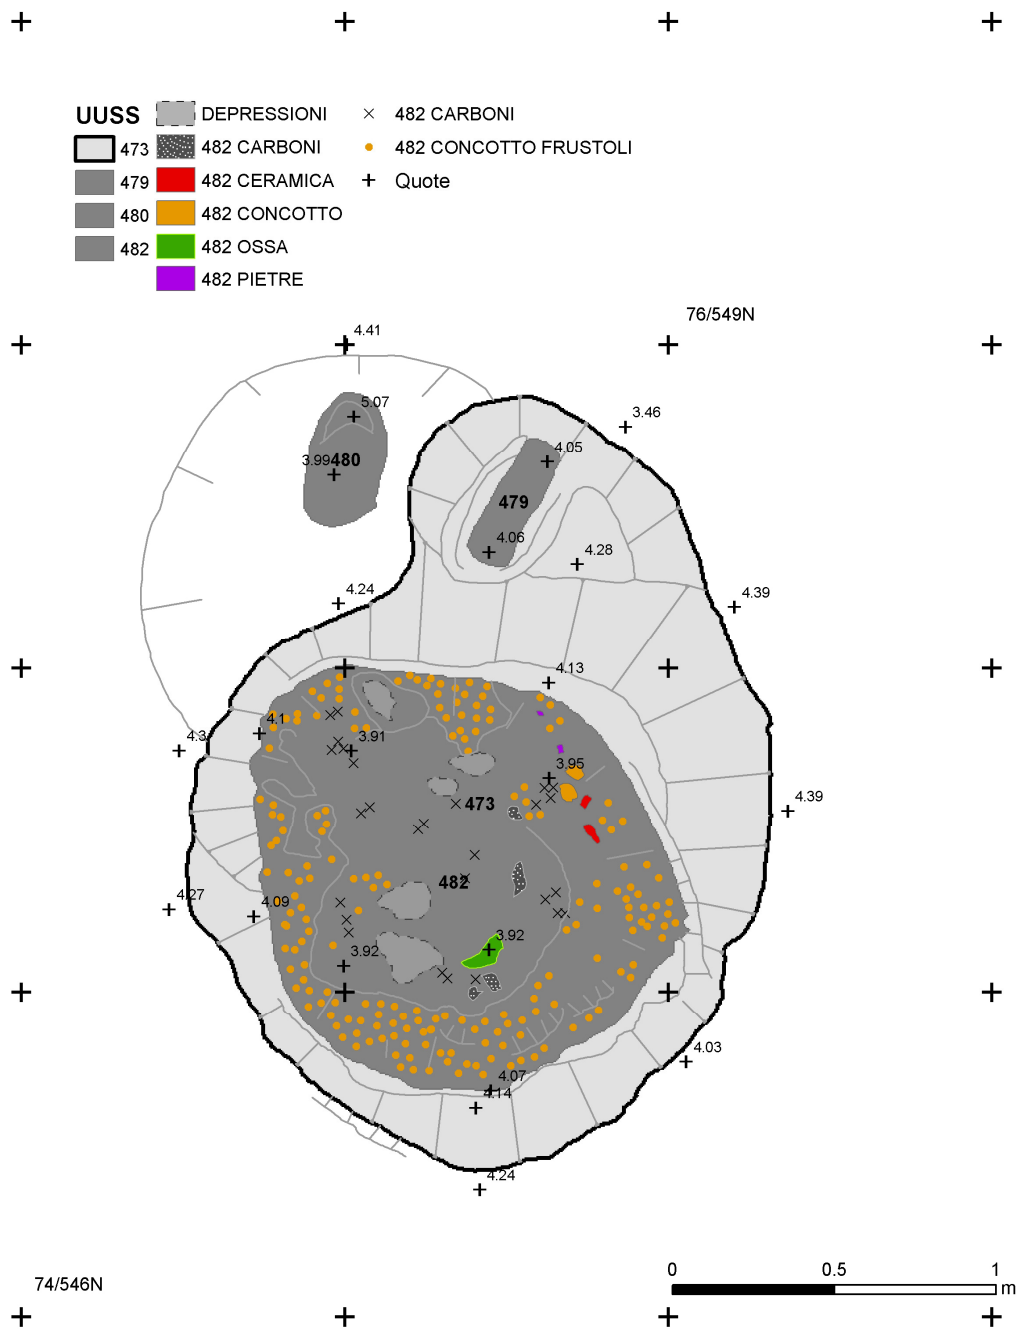 UUSS
473
479
480
482
DEPRESSIONI
482 CARBONI
482 CERAMICA
482 CONCOTTO
482 OSSA
482 PIETRE
482 CARBONI
482 CONCOTTO FRUSTOLI
Quote
76/549N
4.41
5.07
3.46
4.05
3.99
480
479
4.06
4.28
4.24
4.39
4.13
4.1
4.3
3.91
3.95
473
4.39
482
4.27
4.09
3.92
3.92
4.03
4.07
4.14
4.24
74/546N
0 0.5 1
m